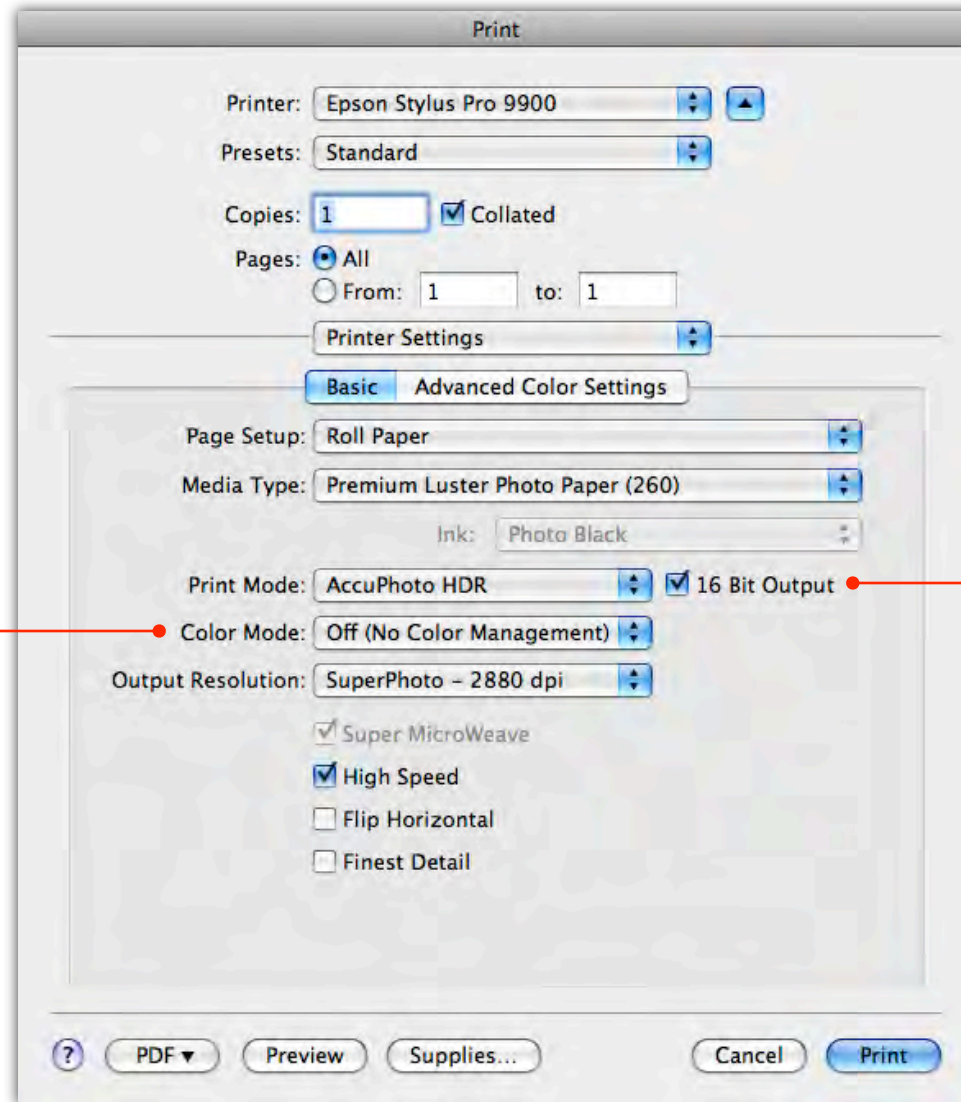 Print
Printer: Epson Stylus Pro 9900
Presets: Standard
Copies: 1 Collated
Pages: All
From: 1 to: 1
Printer Settings
Basic Advanced Color Settings
Page Setup: Roll Paper
Media Type: Premium Luster Photo Paper (260)
Ink: Photo Black
Print Mode: AccuPhoto HDR 16 Bit Output
Color Mode: Off (No Color Management)
Output Resolution: SuperPhoto – 2880 dpi
Super MicroWeave
High Speed
Flip Horizontal
Finest Detail
? PDF ▾ Preview Supplies... Cancel Print